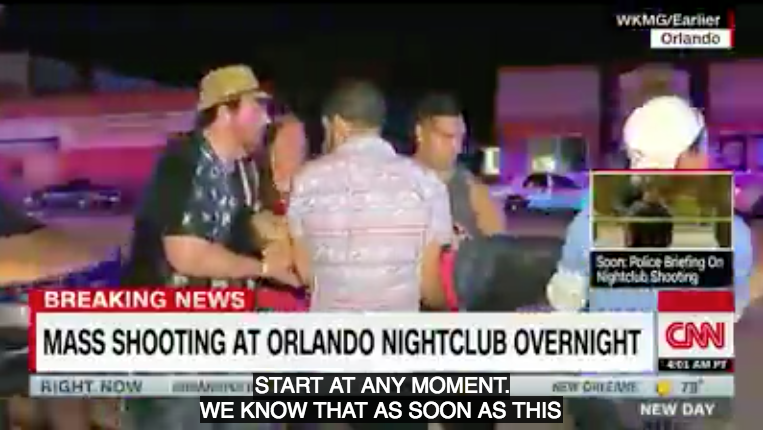 WKMG/Earlier
Orlando
Soon: Police Briefing On
Nightclub Shooting
BREAKING NEWS
MASS SHOOTING AT ORLANDO NIGHTCLUB OVERNIGHT
CNN
4:01 AM PT
RIGHT NOW
NEW ORLEANS
START AT ANY MOMENT.
WE KNOW THAT AS SOON AS THIS
NEW DAY